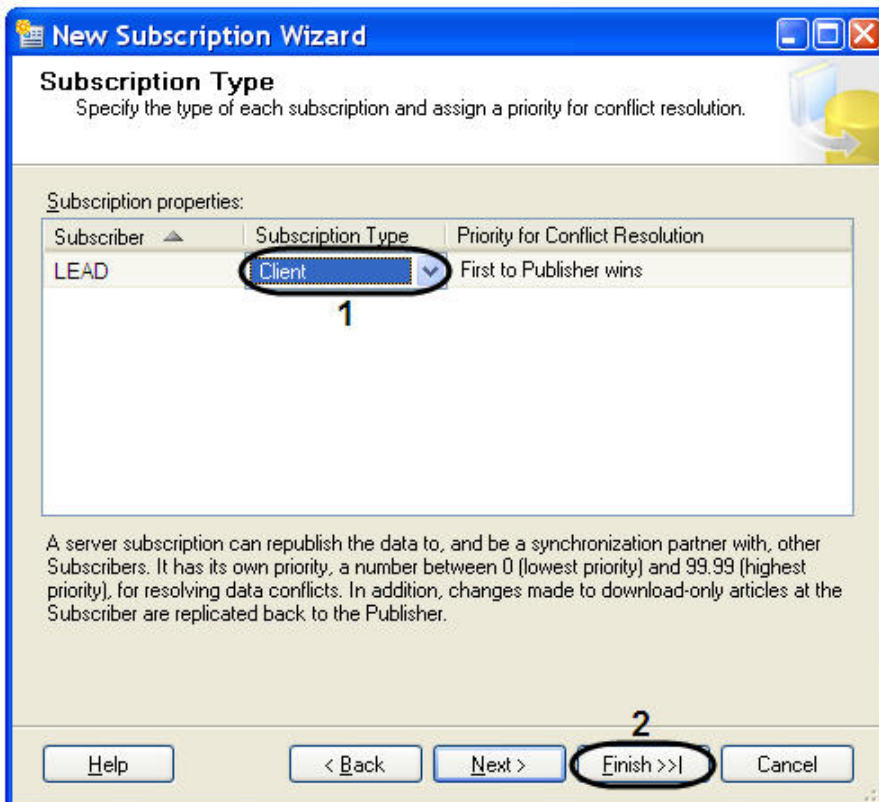 New Subscription Wizard
Subscription Type
Specify the type of each subscription and assign a priority for conflict resolution.
Subscription properties:
Subscriber Subscription Type Priority for Conflict Resolution
LEAD Client First to Publisher wins
1
A server subscription can republish the data to, and be a synchronization partner with, other
Subscribers. It has its own priority, a number between 0 (lowest priority) and 99.99 (highest
priority), for resolving data conflicts. In addition, changes made to download-only articles at the
Subscriber are replicated back to the Publisher.
2
Help < Back Next > Finish >>| Cancel